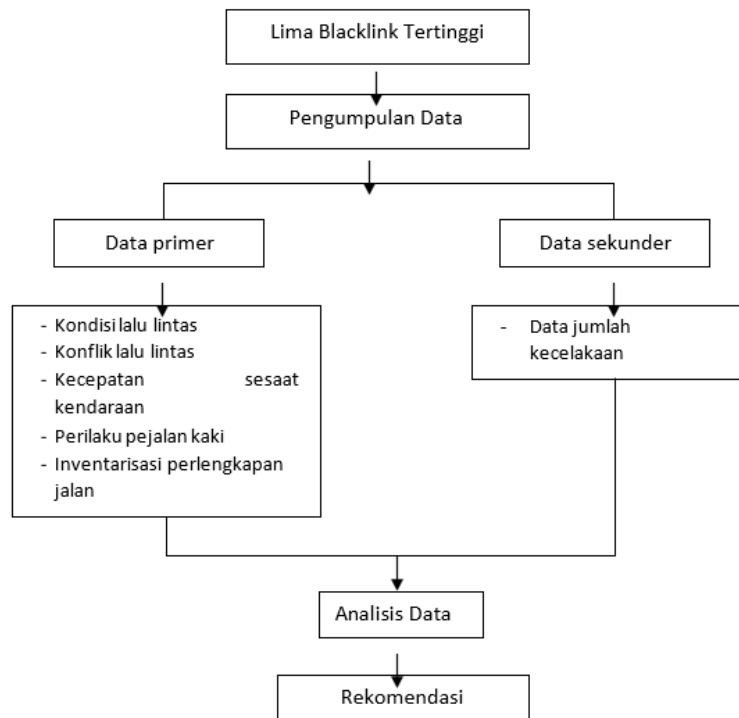 Lima Blacklink Tertinggi
Pengumpulan Data
Data primer
Data sekunder
- Kondisi lalu lintas
- Konflik lalu lintas
- Kecepatan sesaat
kendaraan
- Perilaku pejalan kaki
- Inventarisasi perlengkapan
jalan
- Data jumlah
kecelakaan
Analisis Data
Rekomendasi